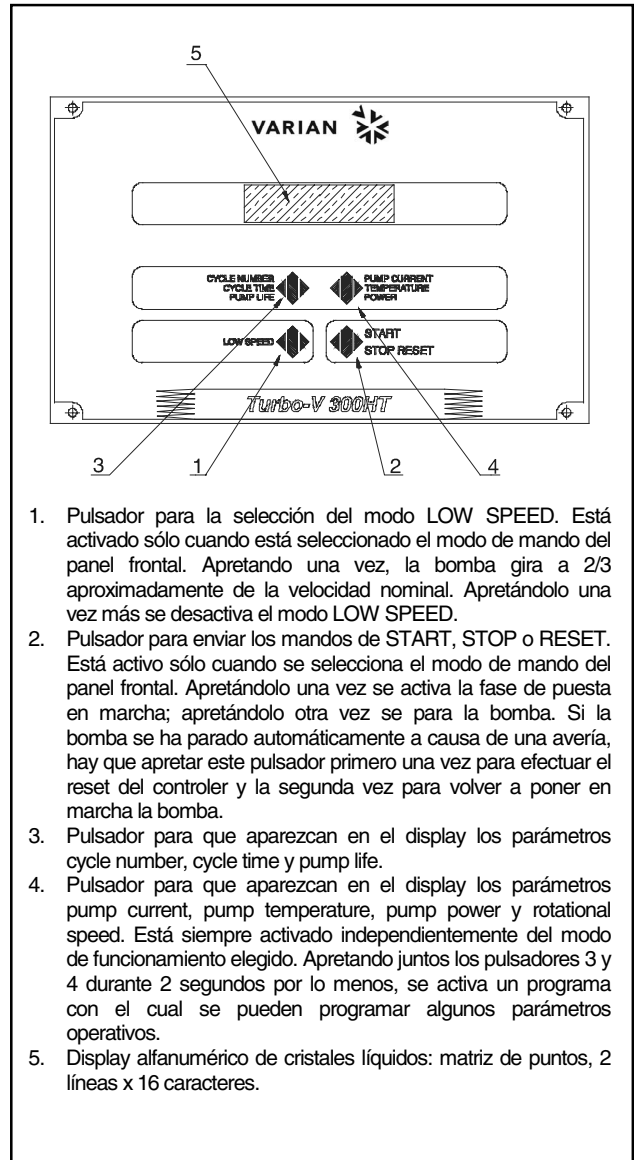 5
VARIAN
CYCLE NUMBER
CYCLE TIME
PUMP LIFE
PUMP CURRENT
TEMPERATURE
POWER
LOW SPEED
START
STOP RESET
Turbo-V 300HT
3
1
2
4
1. Pulsador para la selección del modo LOW SPEED. Está
activado sólo cuando está seleccionado el modo de mando del
panel frontal. Apretando una vez, la bomba gira a 2/3
aproximadamente de la velocidad nominal. Apretándolo una
vez más se desactiva el modo LOW SPEED.
2. Pulsador para enviar los mandos de START, STOP o RESET.
Está activo sólo cuando se selecciona el modo de mando del
panel frontal. Apretándolo una vez se activa la fase de puesta
en marcha; apretándolo otra vez se para la bomba. Si la
bomba se ha parado automáticamente a causa de una avería,
hay que apretar este pulsador primero una vez para efectuar el
reset del controler y la segunda vez para volver a poner en
marcha la bomba.
3. Pulsador para que aparezcan en el display los parámetros
cycle number, cycle time y pump life.
4. Pulsador para que aparezcan en el display los parámetros
pump current, pump temperature, pump power y rotational
speed. Está siempre activado independientemente del modo
de funcionamiento elegido. Apretando juntos los pulsadores 3 y
4 durante 2 segundos por lo menos, se activa un programa
con el cual se pueden programar algunos parámetros
operativos.
5. Display alfanumérico de cristales líquidos: matriz de puntos, 2
líneas x 16 caracteres.